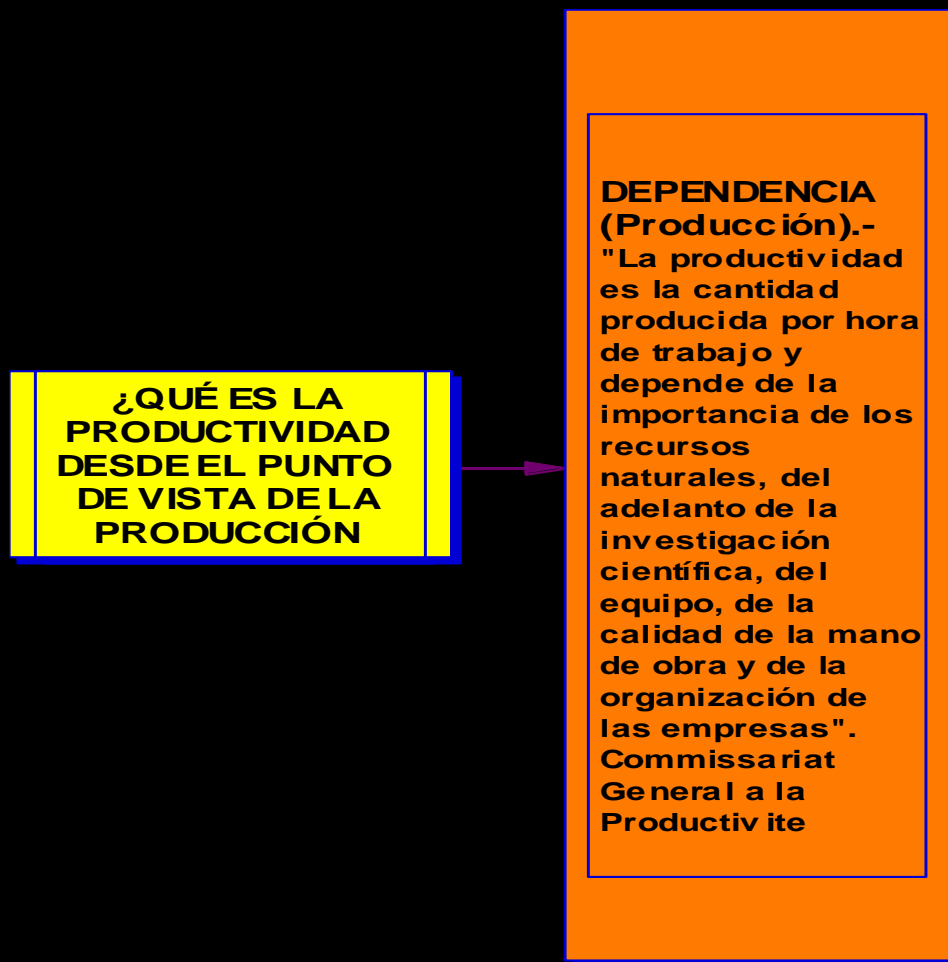 ¿QUÉ ES LA
PRODUCTIVIDAD
DESDE EL PUNTO
DE VISTA DE LA
PRODUCCIÓN
DEPENDENCIA
(Producción).-
"La productividad
es la cantidad
producida por hora
de trabajo y
depende de la
importancia de los
recursos
naturales, del
adelanto de la
investigación
científica, del
equipo, de la
calidad de la mano
de obra y de la
organización de
las empresas".
Commissariat
General a la
Productivite